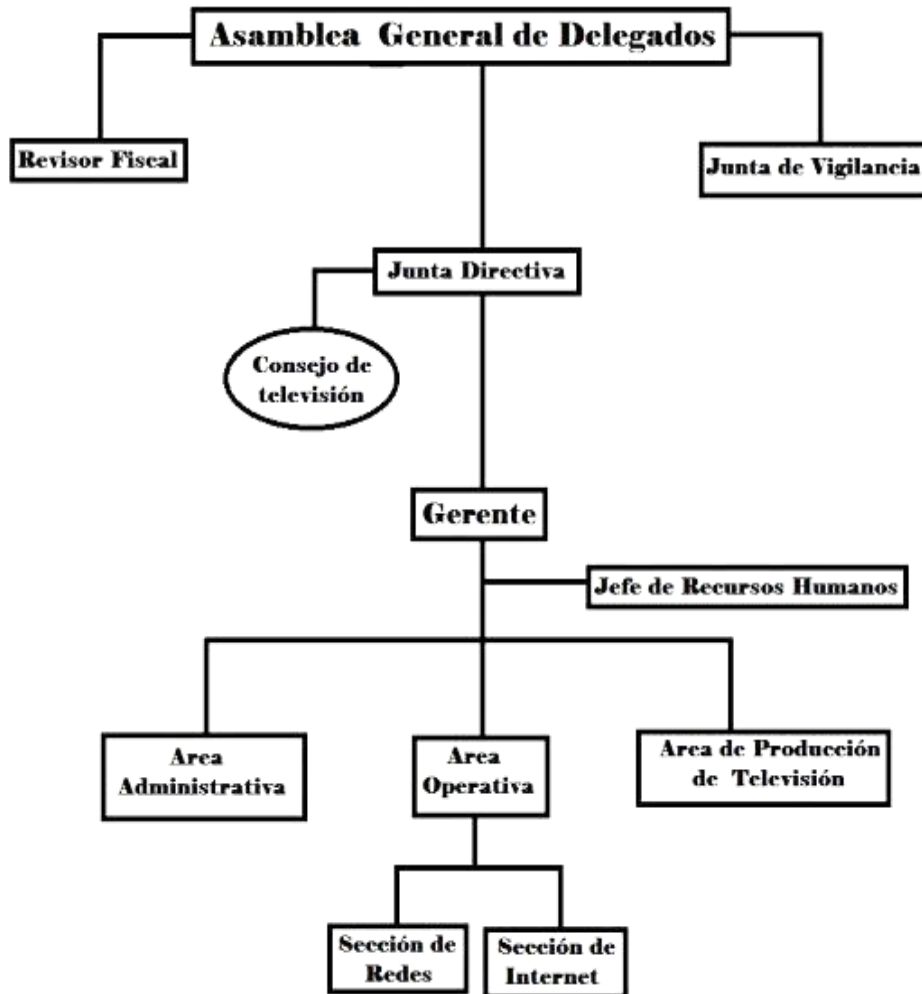 Asamblea General de Delegados
Revisor Fiscal
Junta de Vigilancia
Junta Directiva
Consejo de
televisión
Gerente
Jefe de Recursos Humanos
Area
Administrativa
Area
Operativa
Area de Producción
de Televisión
Sección de
Redes
Sección de
Internet